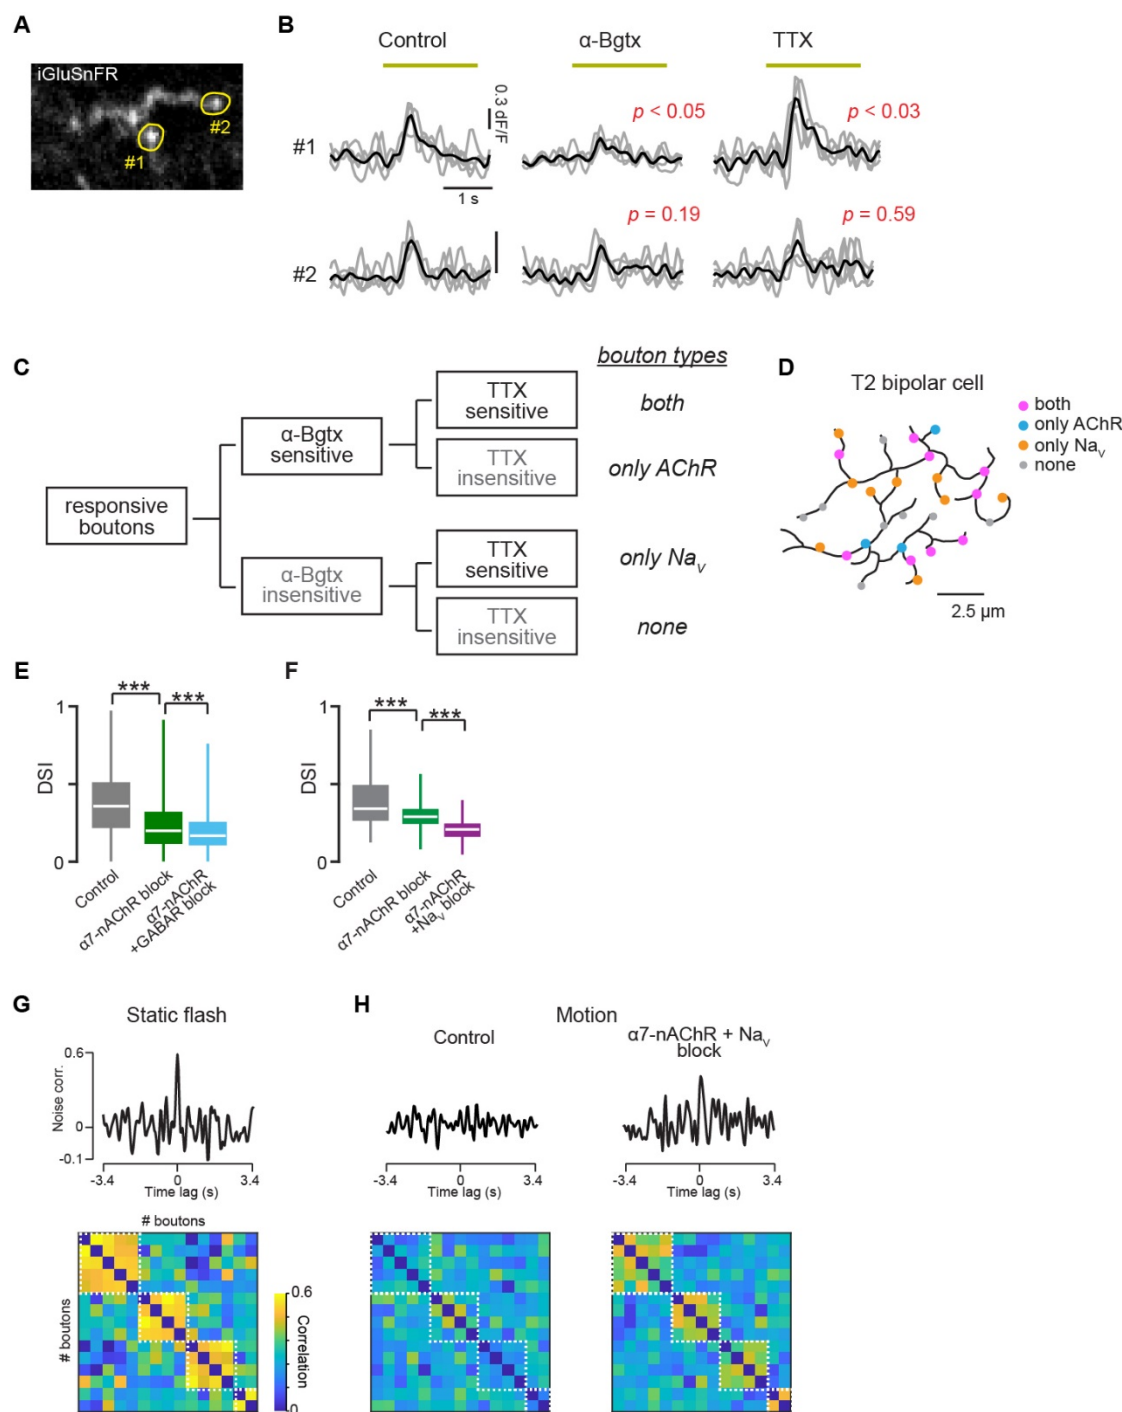 A
iGluSnFR
#1
#2
B
Control
α-Bgtx
TTX
0.3 dF/F
p < 0.05
p < 0.03
#1
1 s
p = 0.19
p = 0.59
#2
C
bouton types
responsive
boutons
α-Bgtx
sensitive
α-Bgtx
insensitive
TTX
sensitive
both
TTX
insensitive
only AChR
TTX
sensitive
only Naᵥ
TTX
insensitive
none
D
T2 bipolar cell
both
only AChR
only Naᵥ
none
2.5 µm
E
***
***
1
DSI
0
Control
α7-nAChR block
α7-nAChR
+GABAR block
F
***
***
1
DSI
0
Control
α7-nAChR block
α7-nAChR
+Naᵥ block
G
Static flash
0.6
Noise corr.
0
-0.1
-3.4
0
3.4
Time lag (s)
# boutons
# boutons
0.6
Correlation
0
H
Motion
Control
α7-nAChR + Naᵥ
block
-3.4
0
3.4
Time lag (s)
-3.4
0
3.4
Time lag (s)